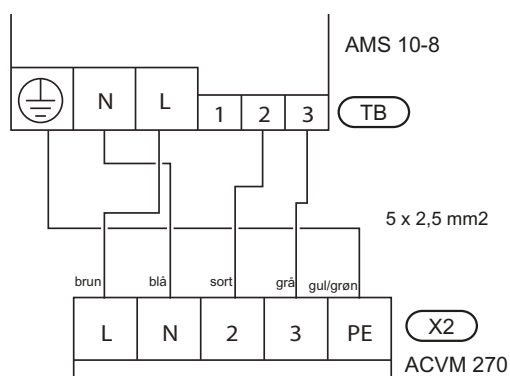 AMS 10-8
N L 1 2 3 TB
5 x 2,5 mm2
brun blå sort grå gul/grøn
L N 2 3 PE X2
ACVM 270